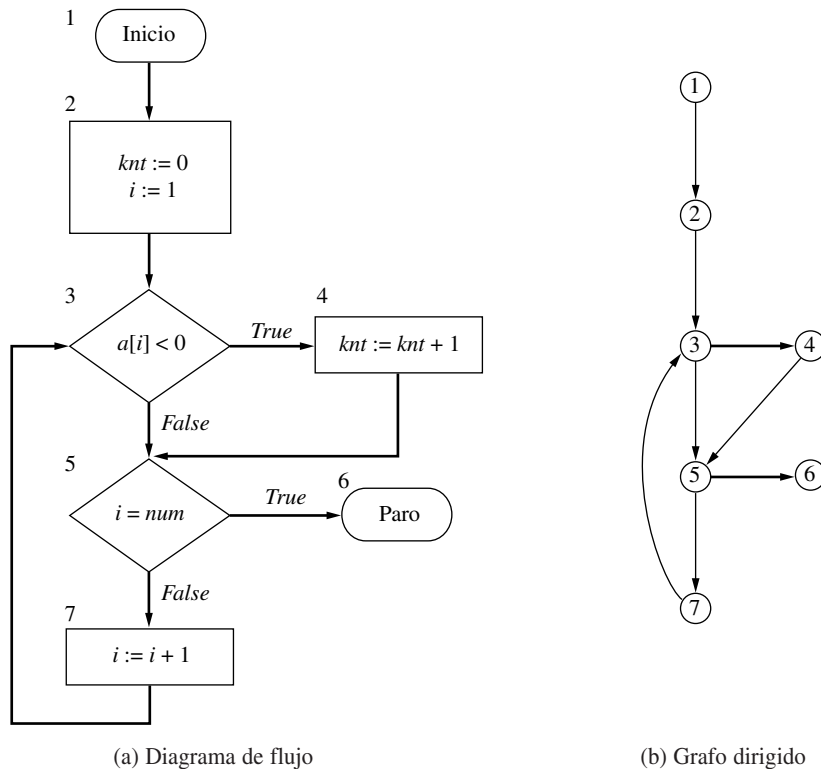 1
Inicio
2
knt := 0
i := 1
3
a[i] < 0
True
4
knt := knt + 1
False
5
i = num
True
6
Paro
False
7
i := i + 1
(a) Diagrama de flujo
1
2
3
4
5
6
7
(b) Grafo dirigido